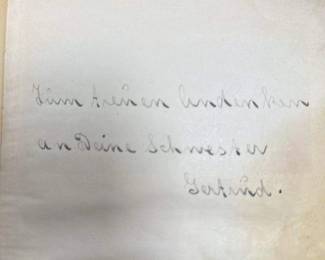 Zum treuen Andenken
an Deine Schwester
Gertrud.